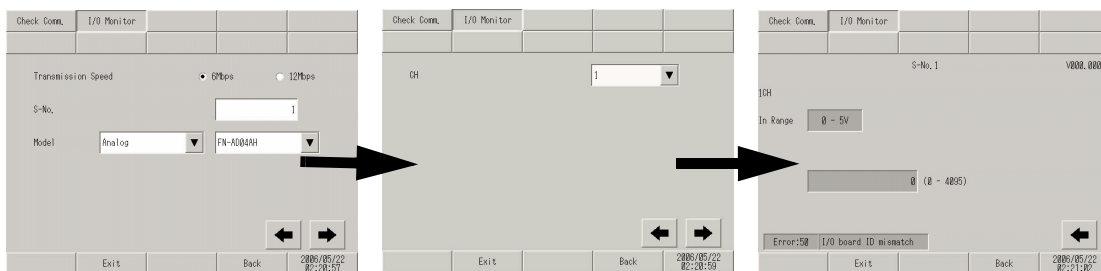 Check Comm. I/O Monitor
Transmission Speed 6Mbps 12Mbps
S-No. 1
Model Analog FN-AD04AH
Exit Back 2006/05/22 02:20:57
Check Comm. I/O Monitor
CH 1
Exit Back 2006/05/22 02:20:59
Check Comm. I/O Monitor
S-No.1 V000.000
1CH
In Range 0 - 5V
0 (0 - 4095)
Error:50 I/O board ID mismatch
Exit Back 2006/05/22 02:21:02